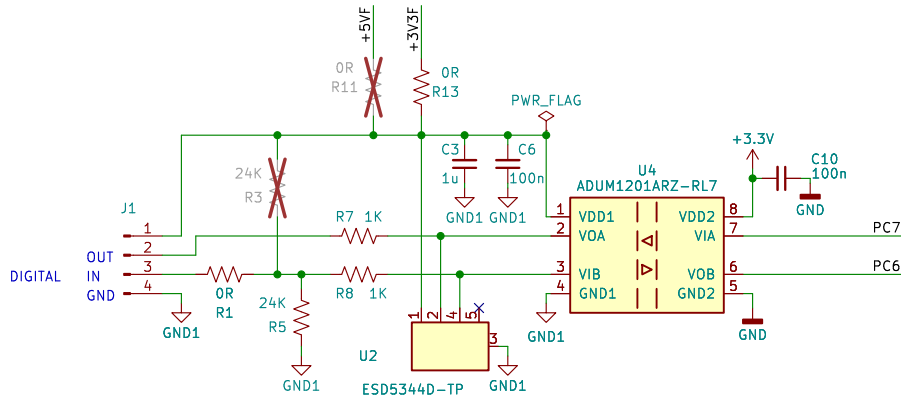 +5VF
+3V3F
0R
R11
0R
R13
PWR_FLAG
+3.3V
C3
1u
C6
100n
C10
100n
GND
GND1
GND1
U4
ADUM1201ARZ-RL7
24K
R3
J1
1
2
3
4
DIGITAL
OUT
IN
GND
R7 1K
0R
R1
24K
R5
R8 1K
GND1
GND1
1
2
3
4
VDD1
VOA
VIB
GND1
VDD2
VIA
VOB
GND2
8
7
6
5
PC7
PC6
GND1
GND
1
2
4
5
3
U2
ESD5344D-TP
GND1